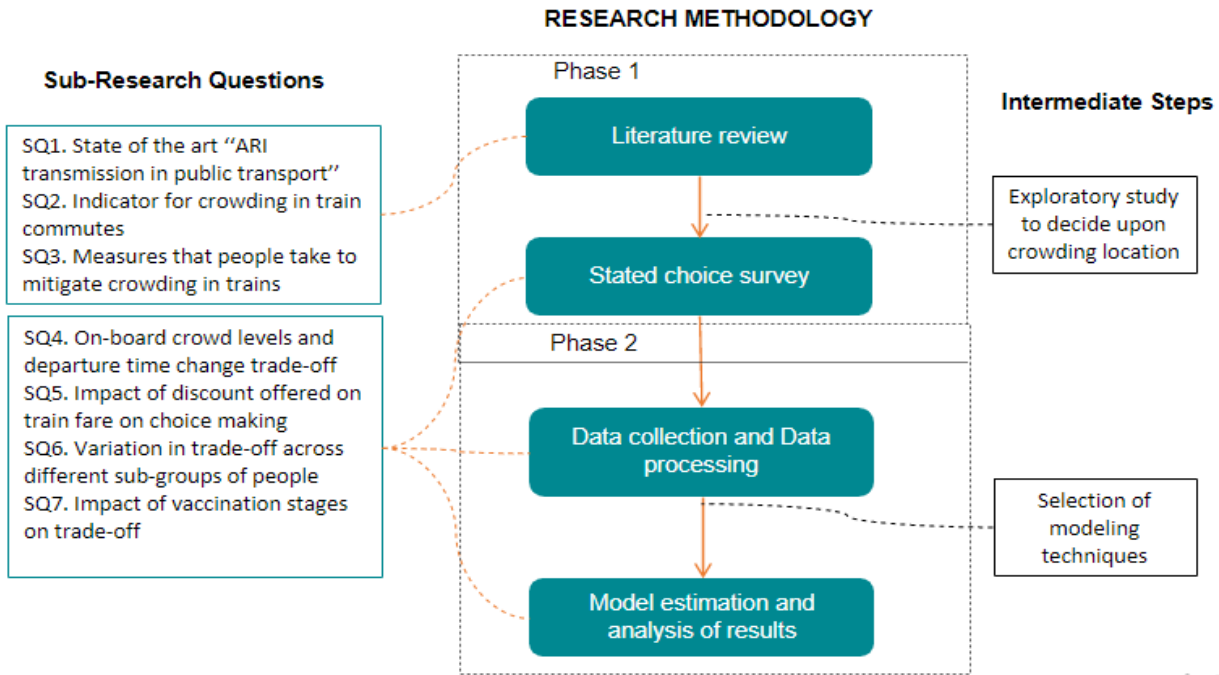 RESEARCH METHODOLOGY
Sub-Research Questions
SQ1. State of the art “ARI
transmission in public transport”
SQ2. Indicator for crowding in train
commutes
SQ3. Measures that people take to
mitigate crowding in trains
SQ4. On-board crowd levels and
departure time change trade-off
SQ5. Impact of discount offered on
train fare on choice making
SQ6. Variation in trade-off across
different sub-groups of people
SQ7. Impact of vaccination stages
on trade-off
Phase 1
Literature review
Stated choice survey
Phase 2
Data collection and Data
processing
Model estimation and
analysis of results
Intermediate Steps
Exploratory study
to decide upon
crowding location
Selection of
modeling
techniques